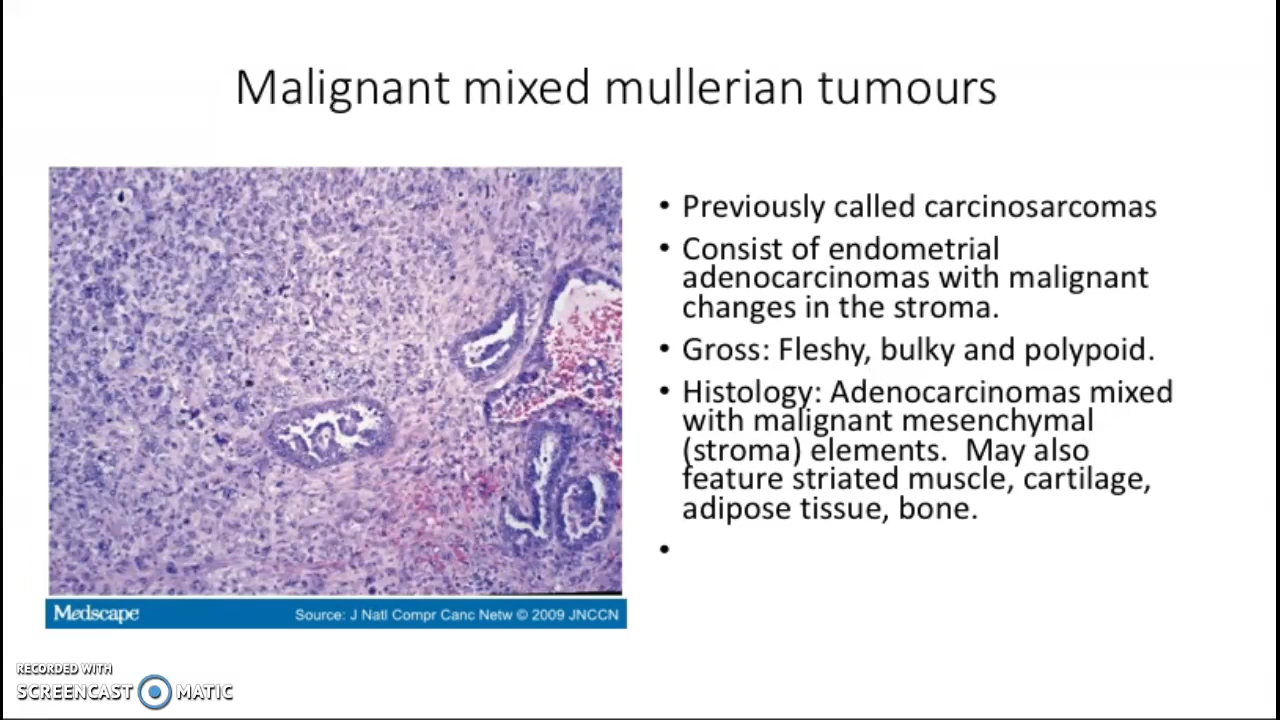 Malignant mixed mullerian tumours
• Previously called carcinosarcomas
• Consist of endometrial
adenocarcinomas with malignant
changes in the stroma.
• Gross: Fleshy, bulky and polypoid.
• Histology: Adenocarcinomas mixed
with malignant mesenchymal
(stroma) elements.  May also
feature striated muscle, cartilage,
adipose tissue, bone.
•
Medscape
Source: J Natl Compr Canc Netw © 2009 JNCCN
RECORDED WITH
SCREENCAST MATIC